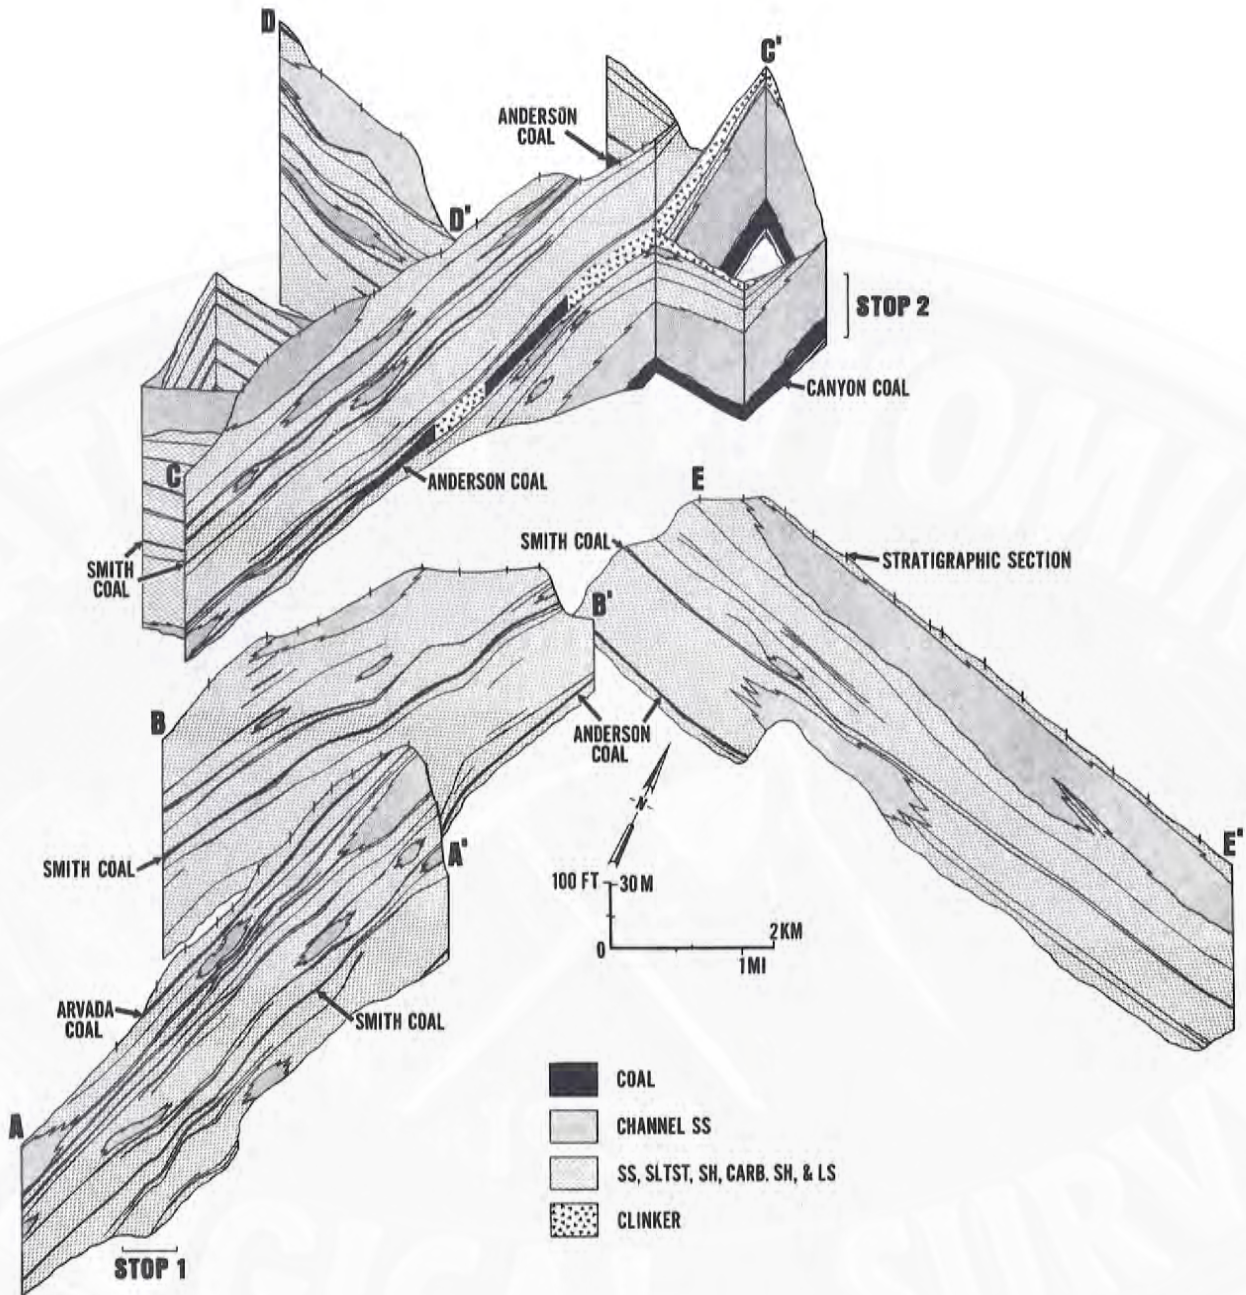 D
C'
ANDERSON
COAL
D'
STOP 2
CANYON COAL
C
ANDERSON COAL
E
SMITH
COAL
SMITH COAL
STRATIGRAPHIC SECTION
B'
B
ANDERSON
COAL
N
SMITH COAL
A'
E'
100 FT
30 M
0
2 KM
1 MI
ARVADA
COAL
SMITH COAL
COAL
A
CHANNEL SS
SS, SLTST, SH, CARB. SH, & LS
CLINKER
STOP 1